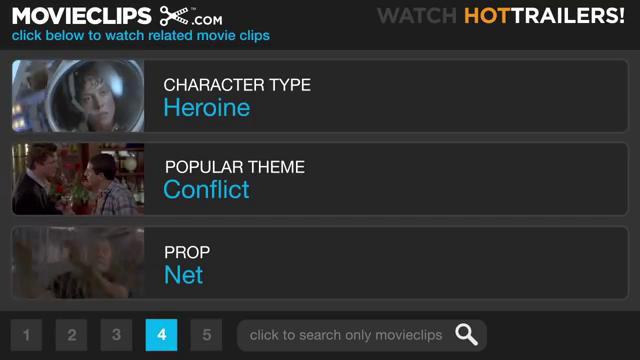 MOVIECLIPS .COM
WATCH HOTTRAILERS!
click below to watch related movie clips
CHARACTER TYPE
Heroine
POPULAR THEME
Conflict
PROP
Net
1 2 3 4 5 click to search only movieclips